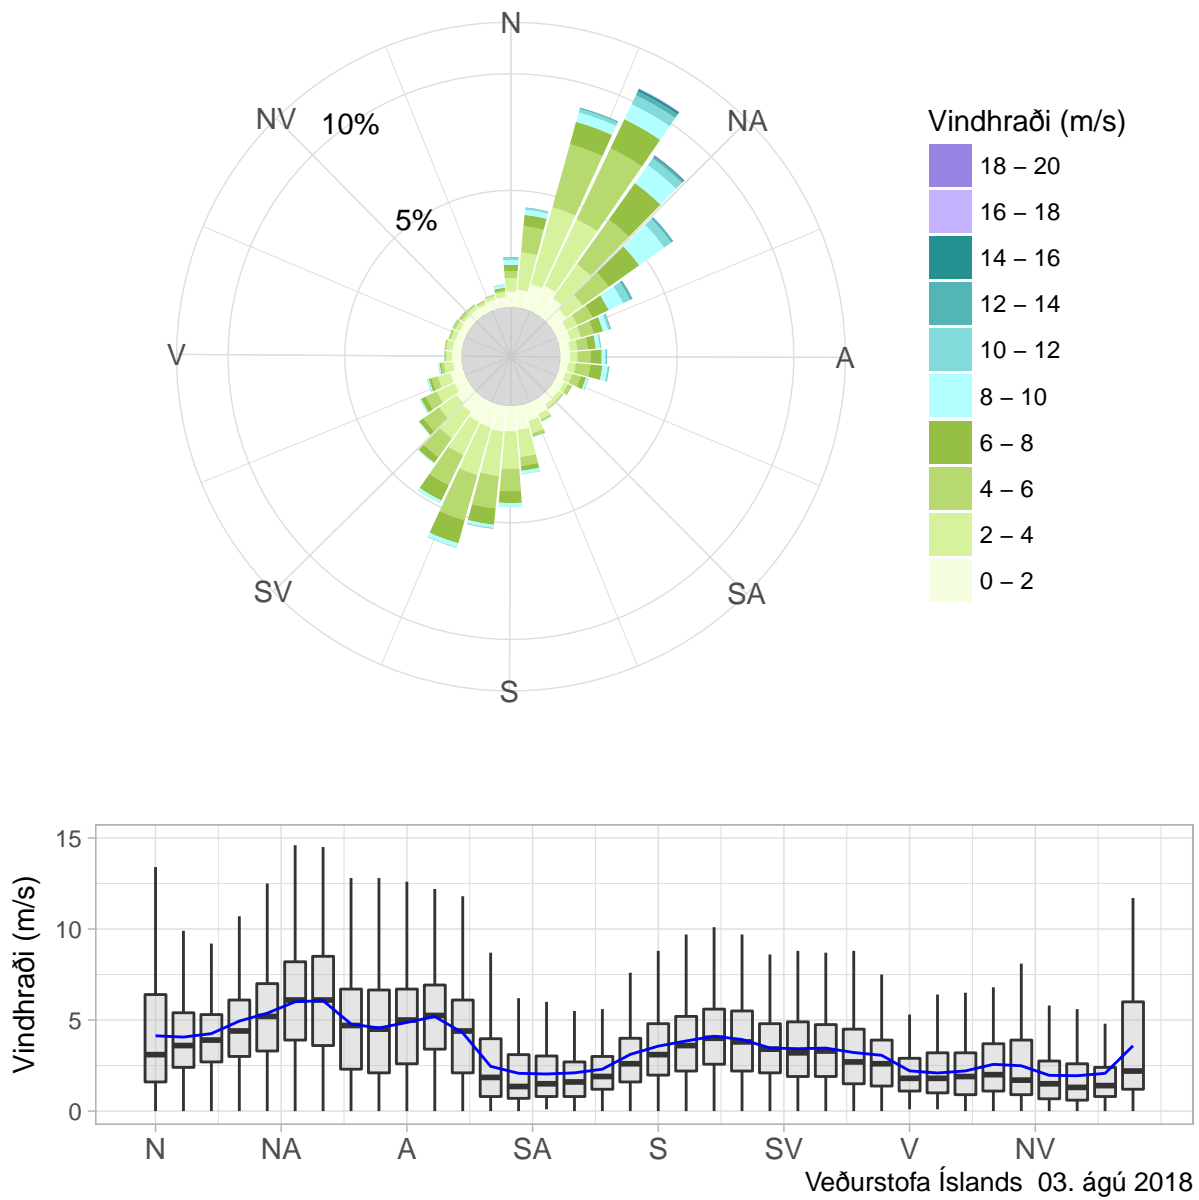 N
NV
10%
NA
5%
V
A
SV
SA
S
Vindhraði (m/s)
18 – 20
16 – 18
14 – 16
12 – 14
10 – 12
8 – 10
6 – 8
4 – 6
2 – 4
0 – 2
Vindhraði (m/s)
15
10
5
0
N NA A SA S SV V NV
Veðurstofa Íslands 03. ágú 2018